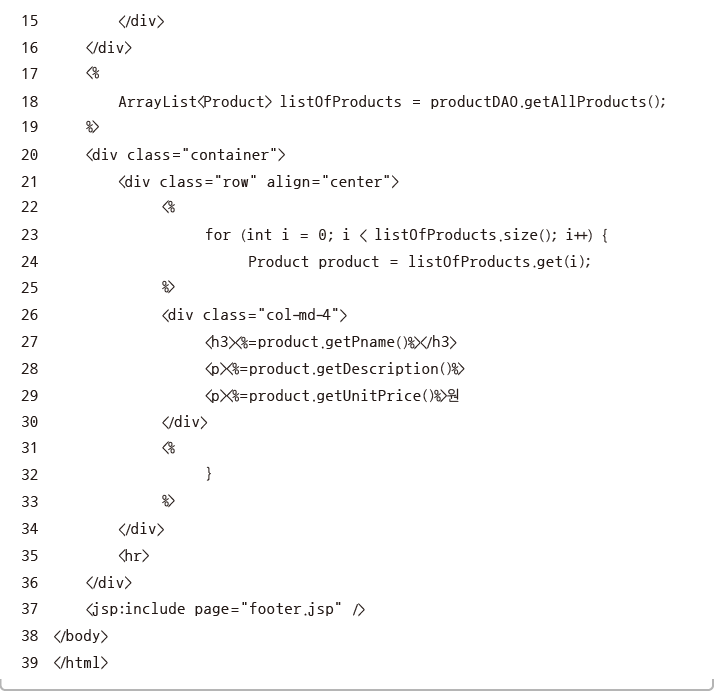 15 </div>
16 </div>
17 <%
18 ArrayList<Product> listOfProducts = productDAO.getAllProducts();
19 %>
20 <div class="container">
21 <div class="row" align="center">
22 <%
23 for (int i = 0; i < listOfProducts.size(); i++) {
24 Product product = listOfProducts.get(i);
25 %>
26 <div class="col-md-4">
27 <h3><%=product.getPname()%></h3>
28 <p><%=product.getDescription()%>
29 <p><%=product.getUnitPrice()%>원
30 </div>
31 <%
32 }
33 %>
34 </div>
35 <hr>
36 </div>
37 <jsp:include page="footer.jsp" />
38 </body>
39 </html>